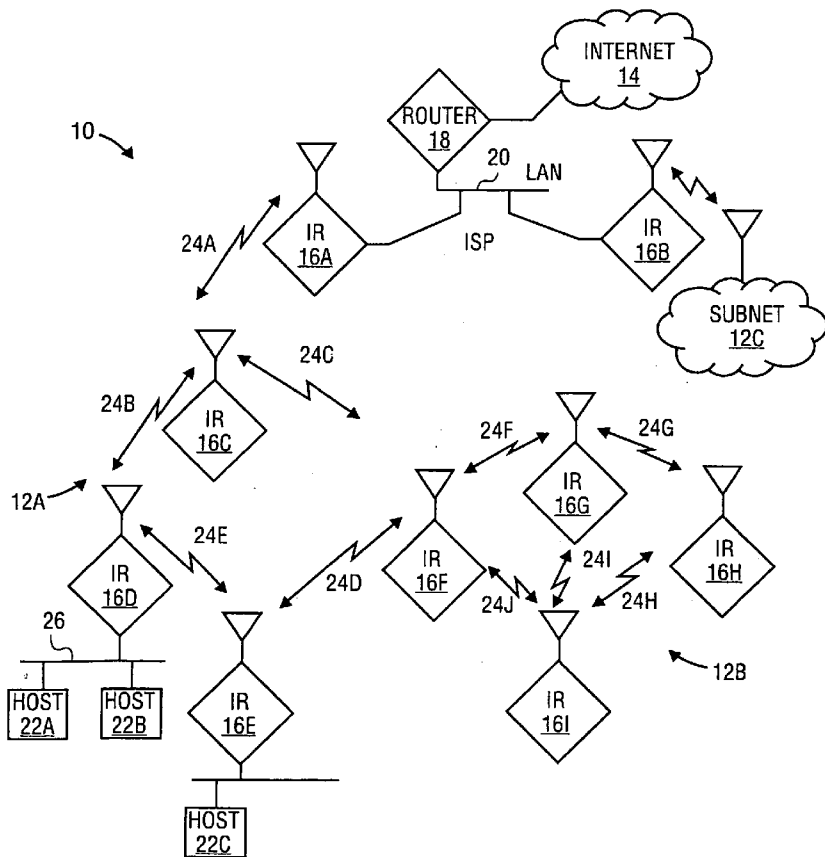 INTERNET
14
ROUTER
18
10
20
LAN
24A
IR
16A
ISP
IR
16B
SUBNET
12C
24C
24B
IR
16C
24F
24G
12A
IR
16G
24E
IR
16D
24D
IR
16F
24I
IR
16H
24J
24H
26
12B
HOST
22A
HOST
22B
IR
16E
IR
16I
HOST
22C